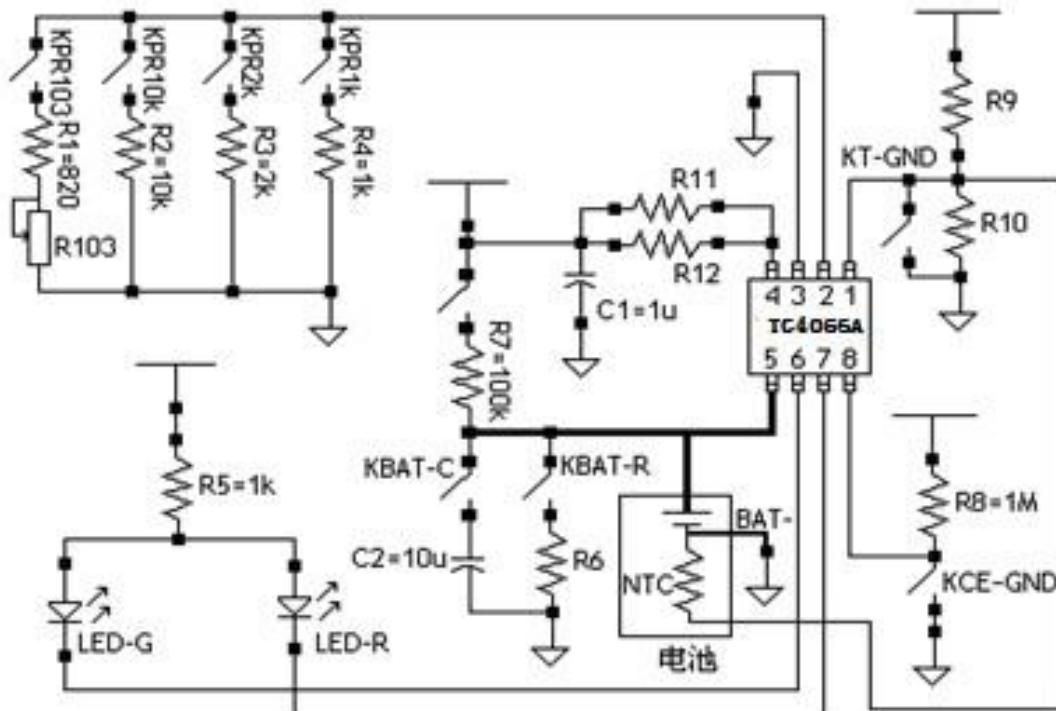 KPR103
R1=820
R103
KPR10k
R2=10k
KPR2k
R3=2k
KPR1k
R4=1k
R9
KT-GND
R10
R11
R12
C1=1u
4 3 2 1
TC4066A
5 6 7 8
R7=100k
KBAT-C
KBAT-R
C2=10u
R6
BAT-
NTC
电池
R8=1M
KCE-GND
R5=1k
LED-G
LED-R